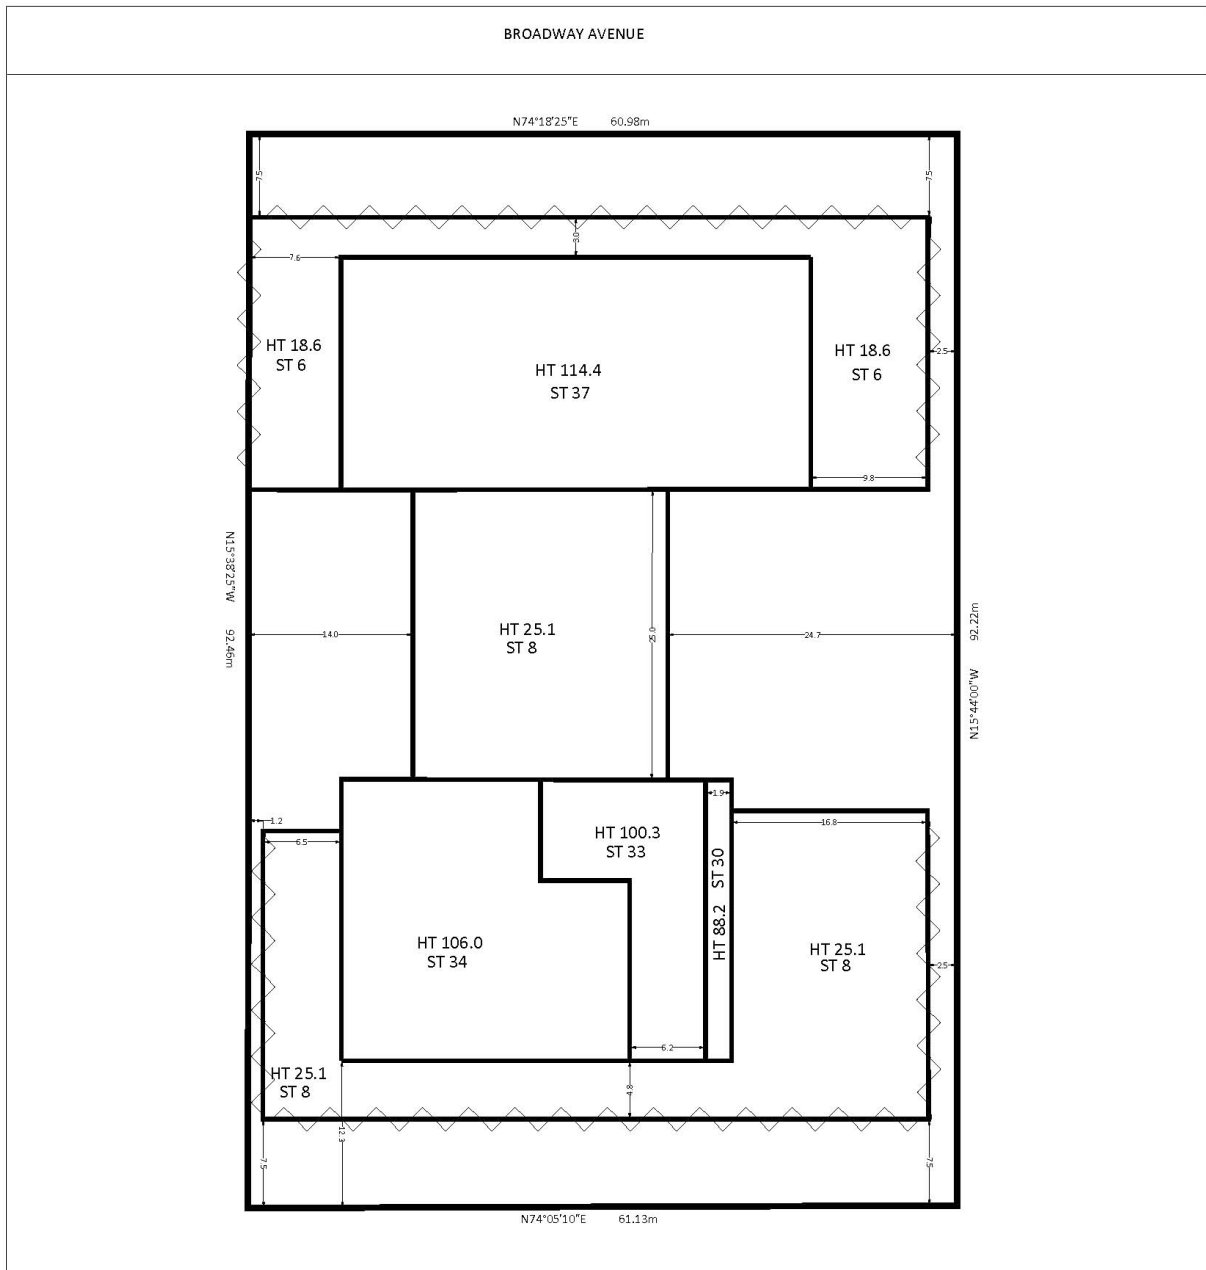 BROADWAY AVENUE
N74°18'25"E 60.98m
7.5
7.5
3.0
7.6
HT 18.6
ST 6
HT 114.4
ST 37
HT 18.6
ST 6
2.5
9.8
N15°38'25"W 92.46m
14.0
HT 25.1
ST 8
25.0
24.7
N15°44'00"W 92.22m
1.2
6.5
HT 100.3
ST 33
1.9
HT 88.2 ST 30
16.8
HT 106.0
ST 34
HT 25.1
ST 8
2.5
6.2
HT 25.1
ST 8
4.8
12.3
7.5
7.5
N74°05'10"E 61.13m